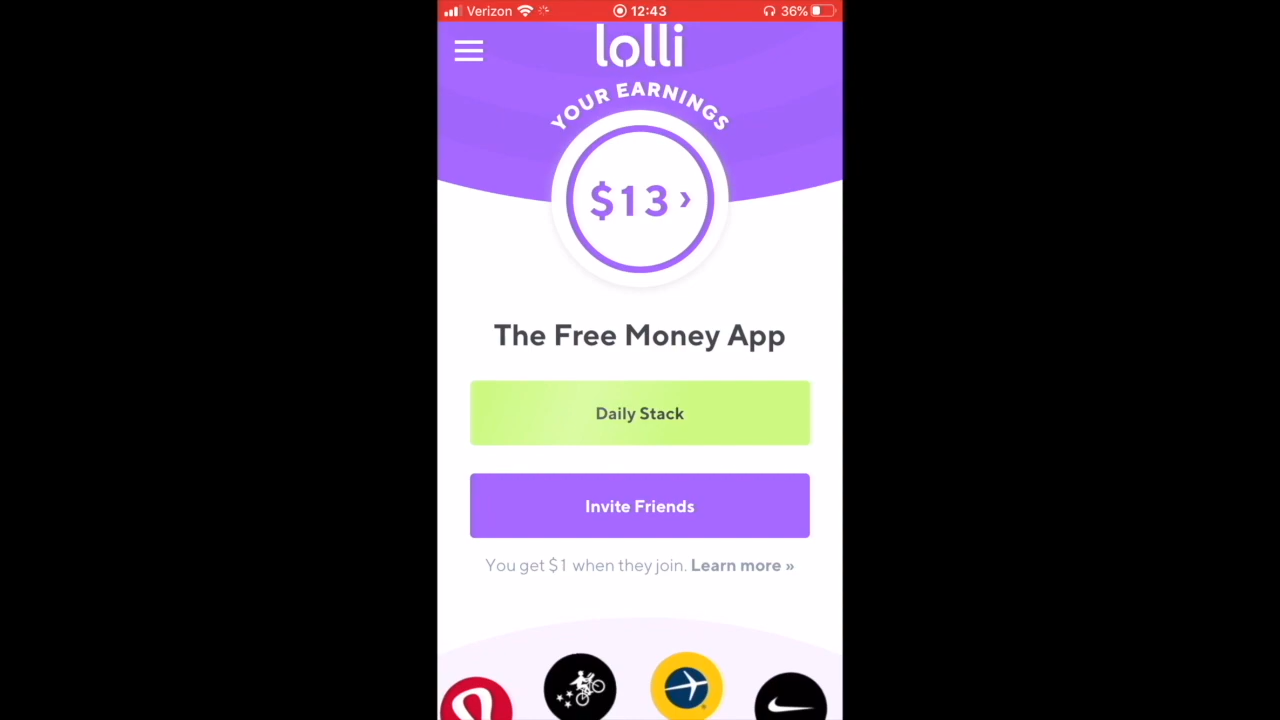 Verizon 12:43 36%
lolli
YOUR EARNINGS
$13 ›
The Free Money App
Daily Stack
Invite Friends
You get $1 when they join. Learn more »